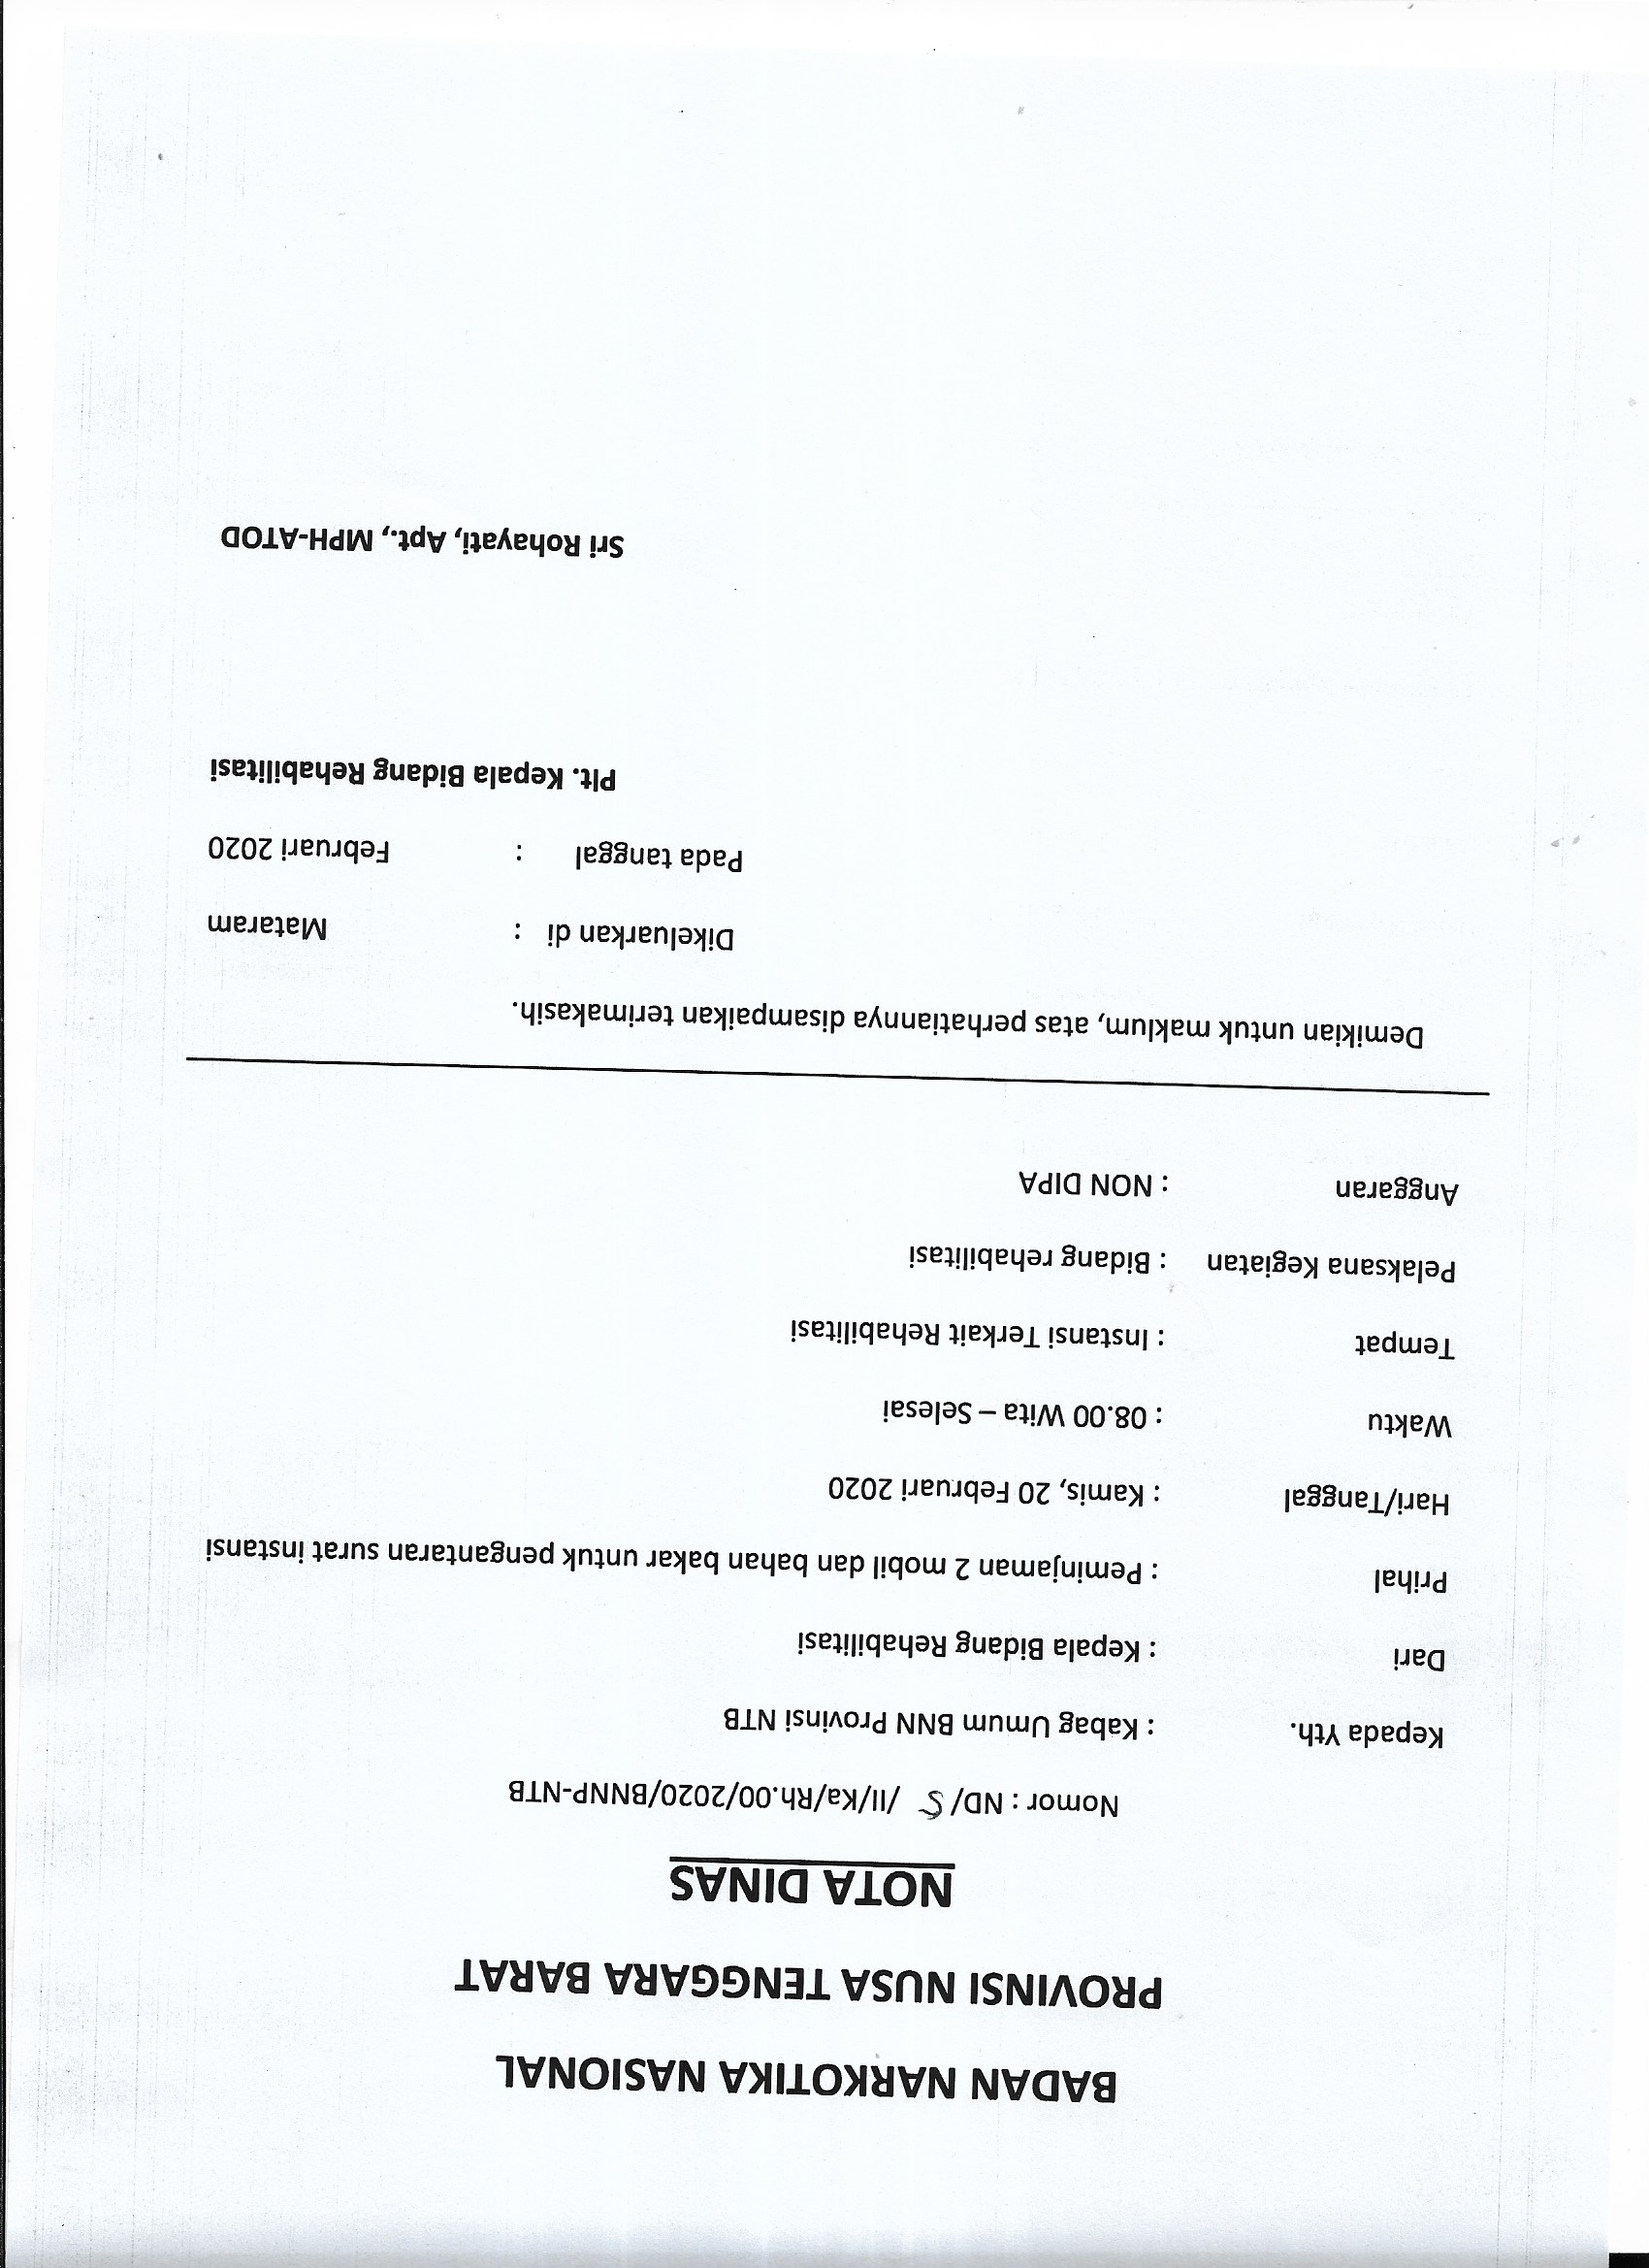 BADAN NARKOTIKA NASIONAL
PROVINSI NUSA TENGGARA BARAT
NOTA DINAS
Nomor : ND/ 5 /II/Ka/Rh.00/2020/BNNP-NTB
Kepada Yth. : Kabag Umum BNN Provinsi NTB
Dari : Kepala Bidang Rehabilitasi
Prihal : Peminjaman 2 mobil dan bahan bakar untuk pengantaran surat instansi
Hari/Tanggal : Kamis, 20 Februari 2020
Waktu : 08.00 Wita – Selesai
Tempat : Instansi Terkait Rehabilitasi
Pelaksana Kegiatan : Bidang rehabilitasi
Anggaran : NON DIPA
Demikian untuk maklum, atas perhatiannya disampaikan terimakasih.
Dikeluarkan di : Mataram
Pada tanggal : Februari 2020
Plt. Kepala Bidang Rehabilitasi
Sri Rohayati, Apt., MPH-ATOD